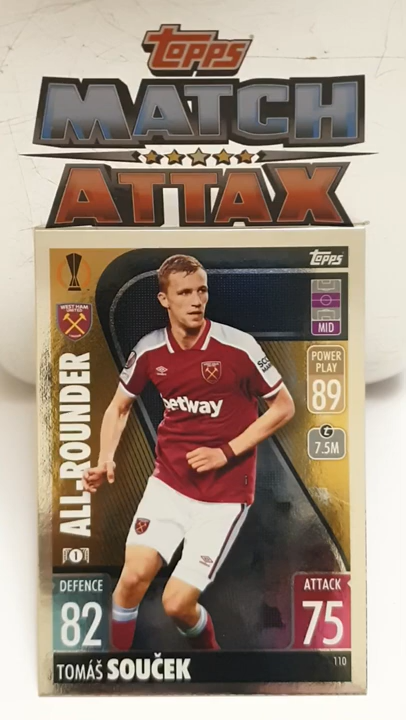 topps
MATCH
ATTAX
topps
WEST HAM
UNITED
MID
POWER
PLAY
89
£
7.5M
ALL-ROUNDER
betway
1
DEFENCE
82
ATTACK
75
TOMÁŠ SOUČEK
110